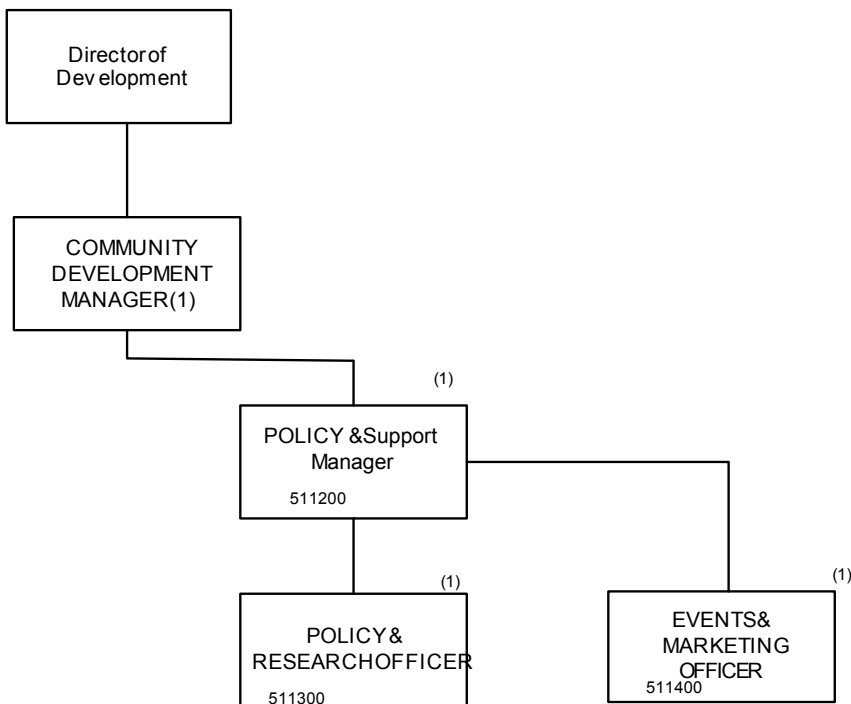 Director of
Development
COMMUNITY
DEVELOPMENT
MANAGER(1)
(1)
POLICY &Support
Manager
511200
(1)
POLICY &
RESEARCHOFFICER
511300
(1)
EVENTS&
MARKETING
OFFICER
511400